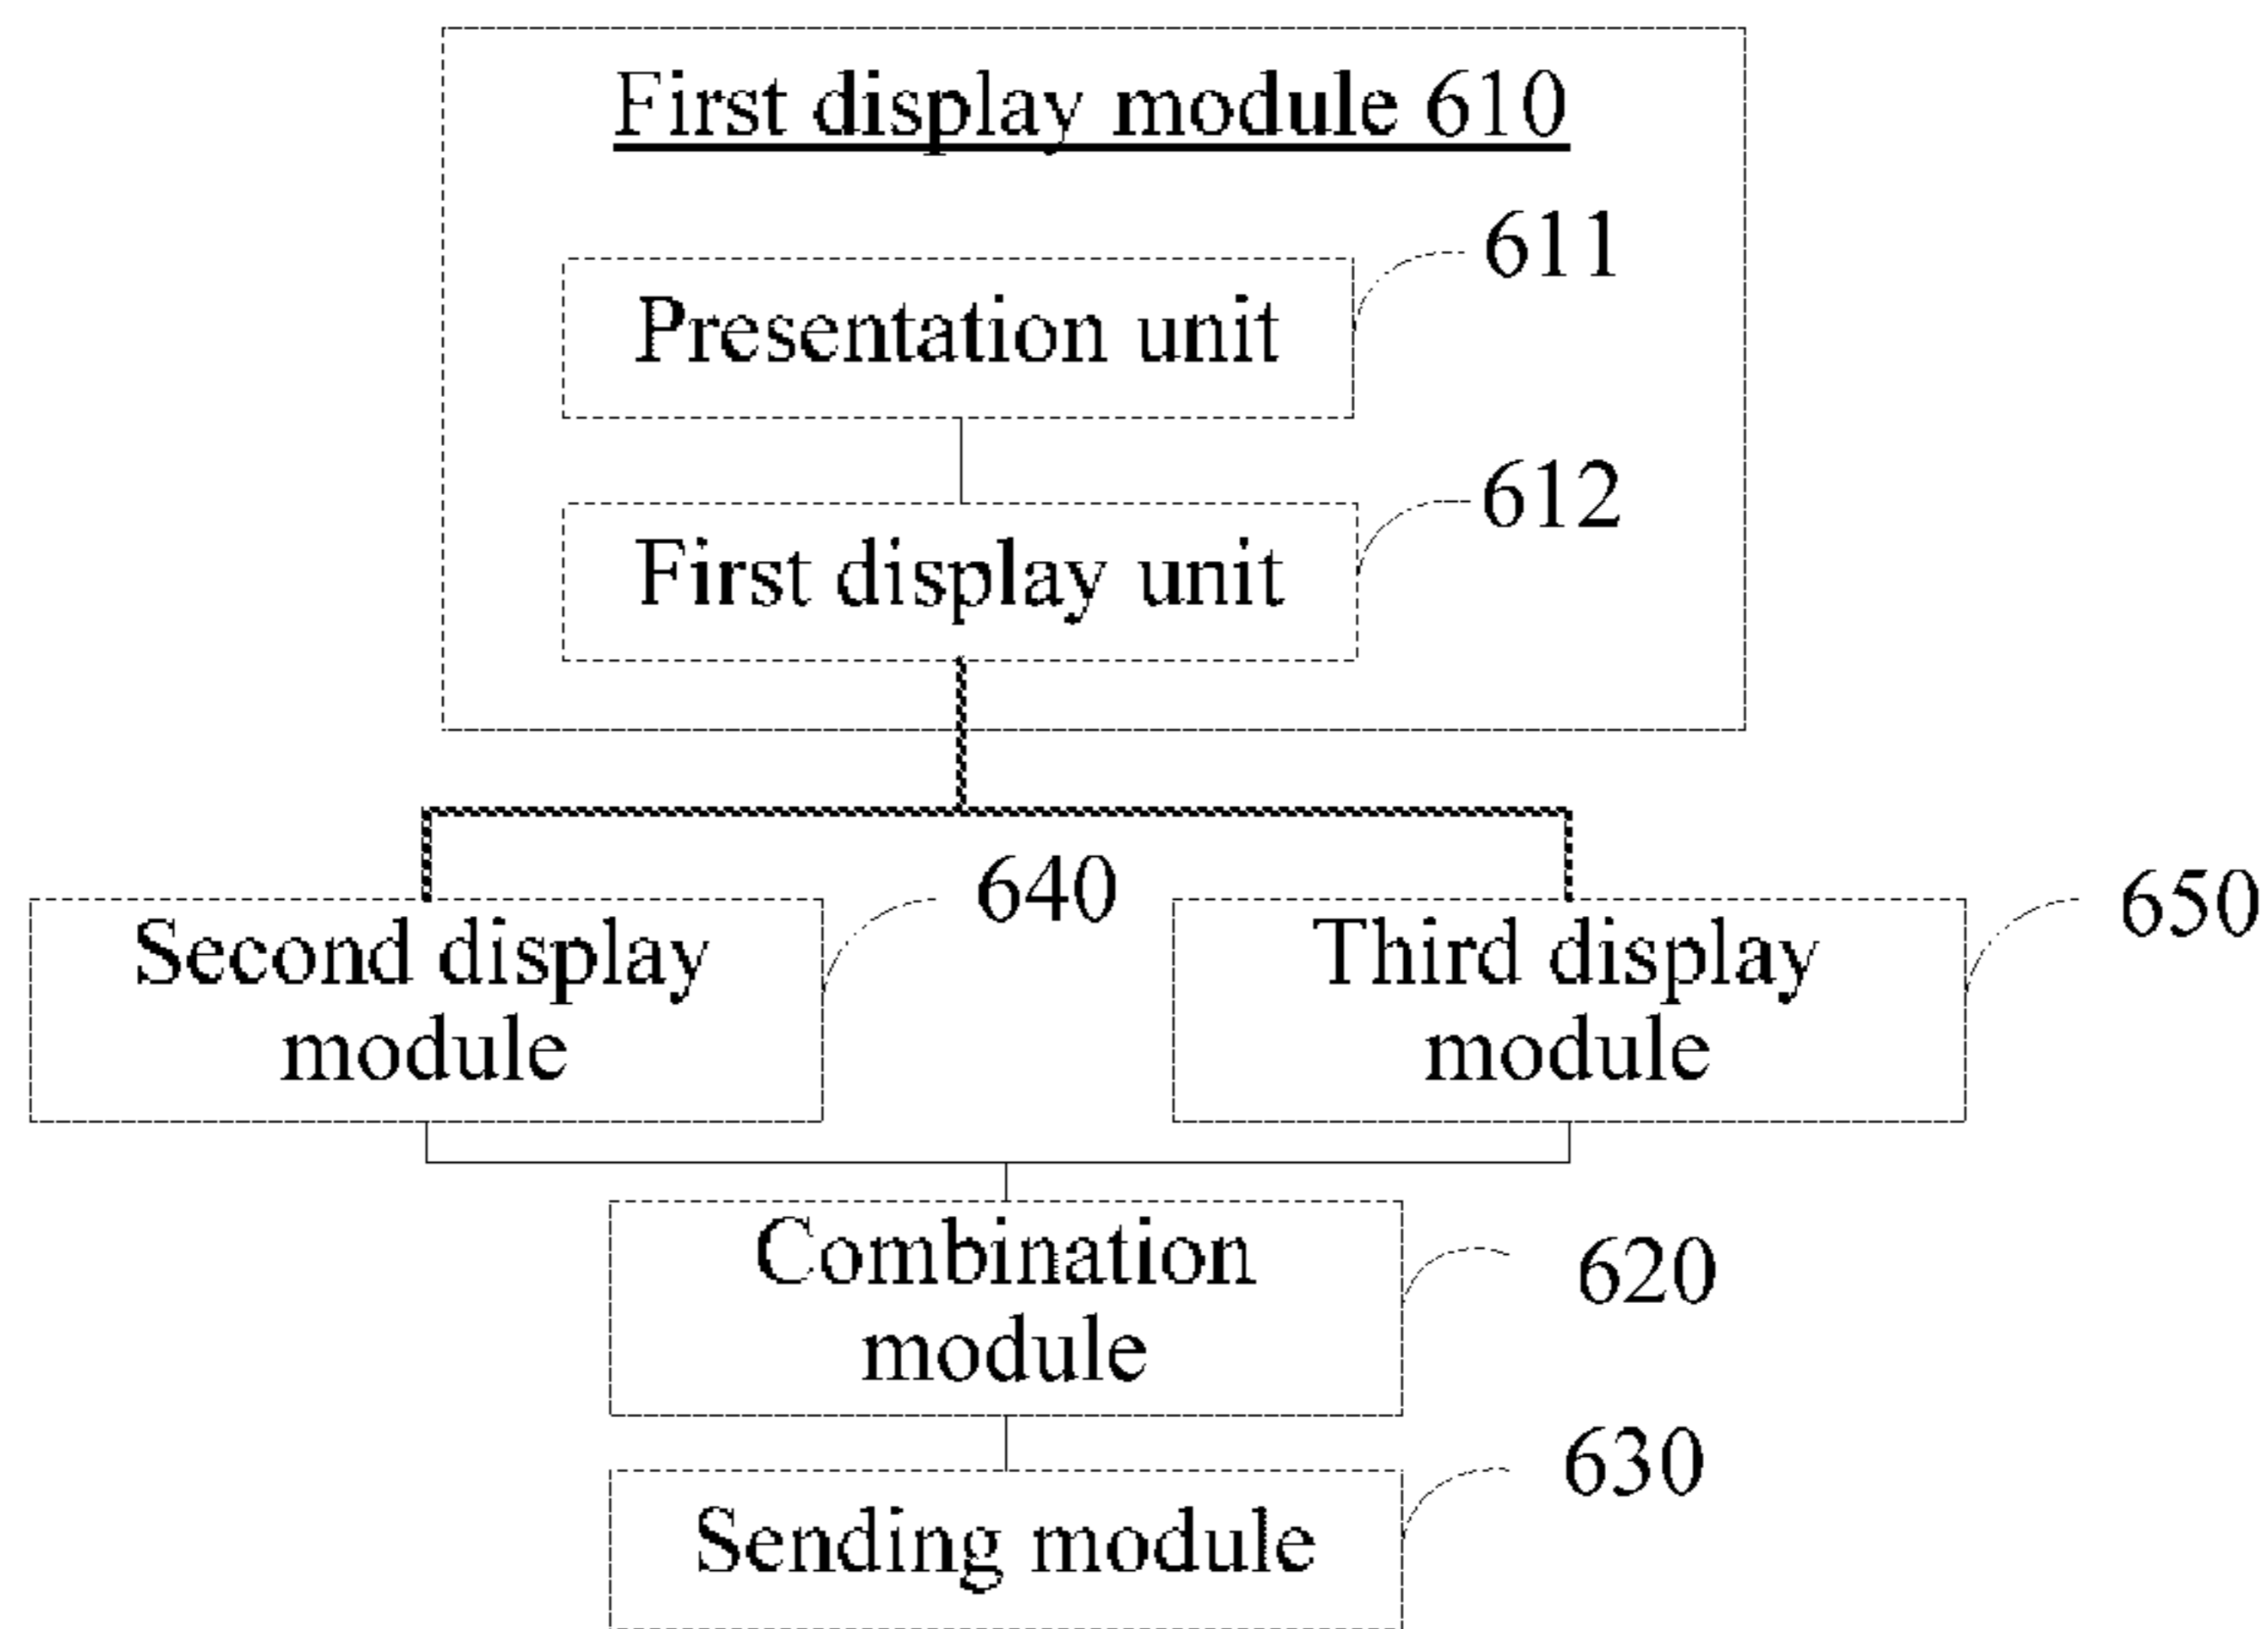 First display module 610
611
Presentation unit
612
First display unit
640
650
Second display
module
Third display
module
Combination
module
620
630
Sending module